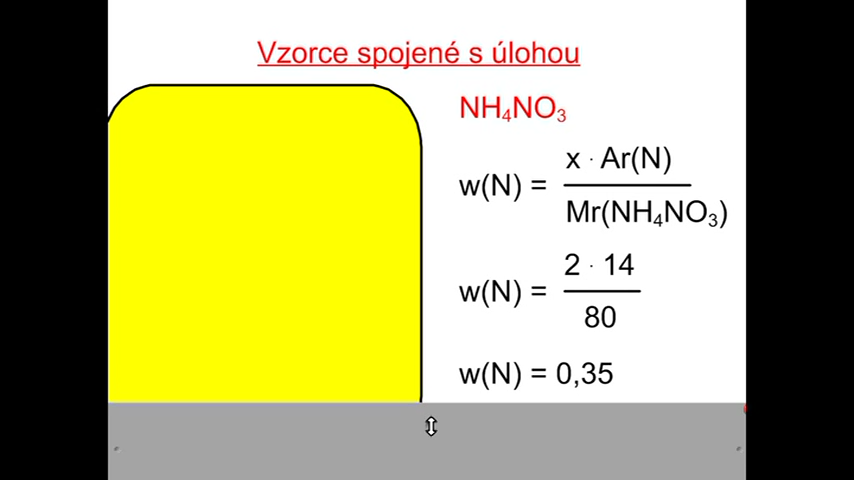 Vzorce spojené s úlohou
NH₄NO₃
w(N) = x · Ar(N) / Mr(NH₄NO₃)
w(N) = 2 · 14 / 80
w(N) = 0,35